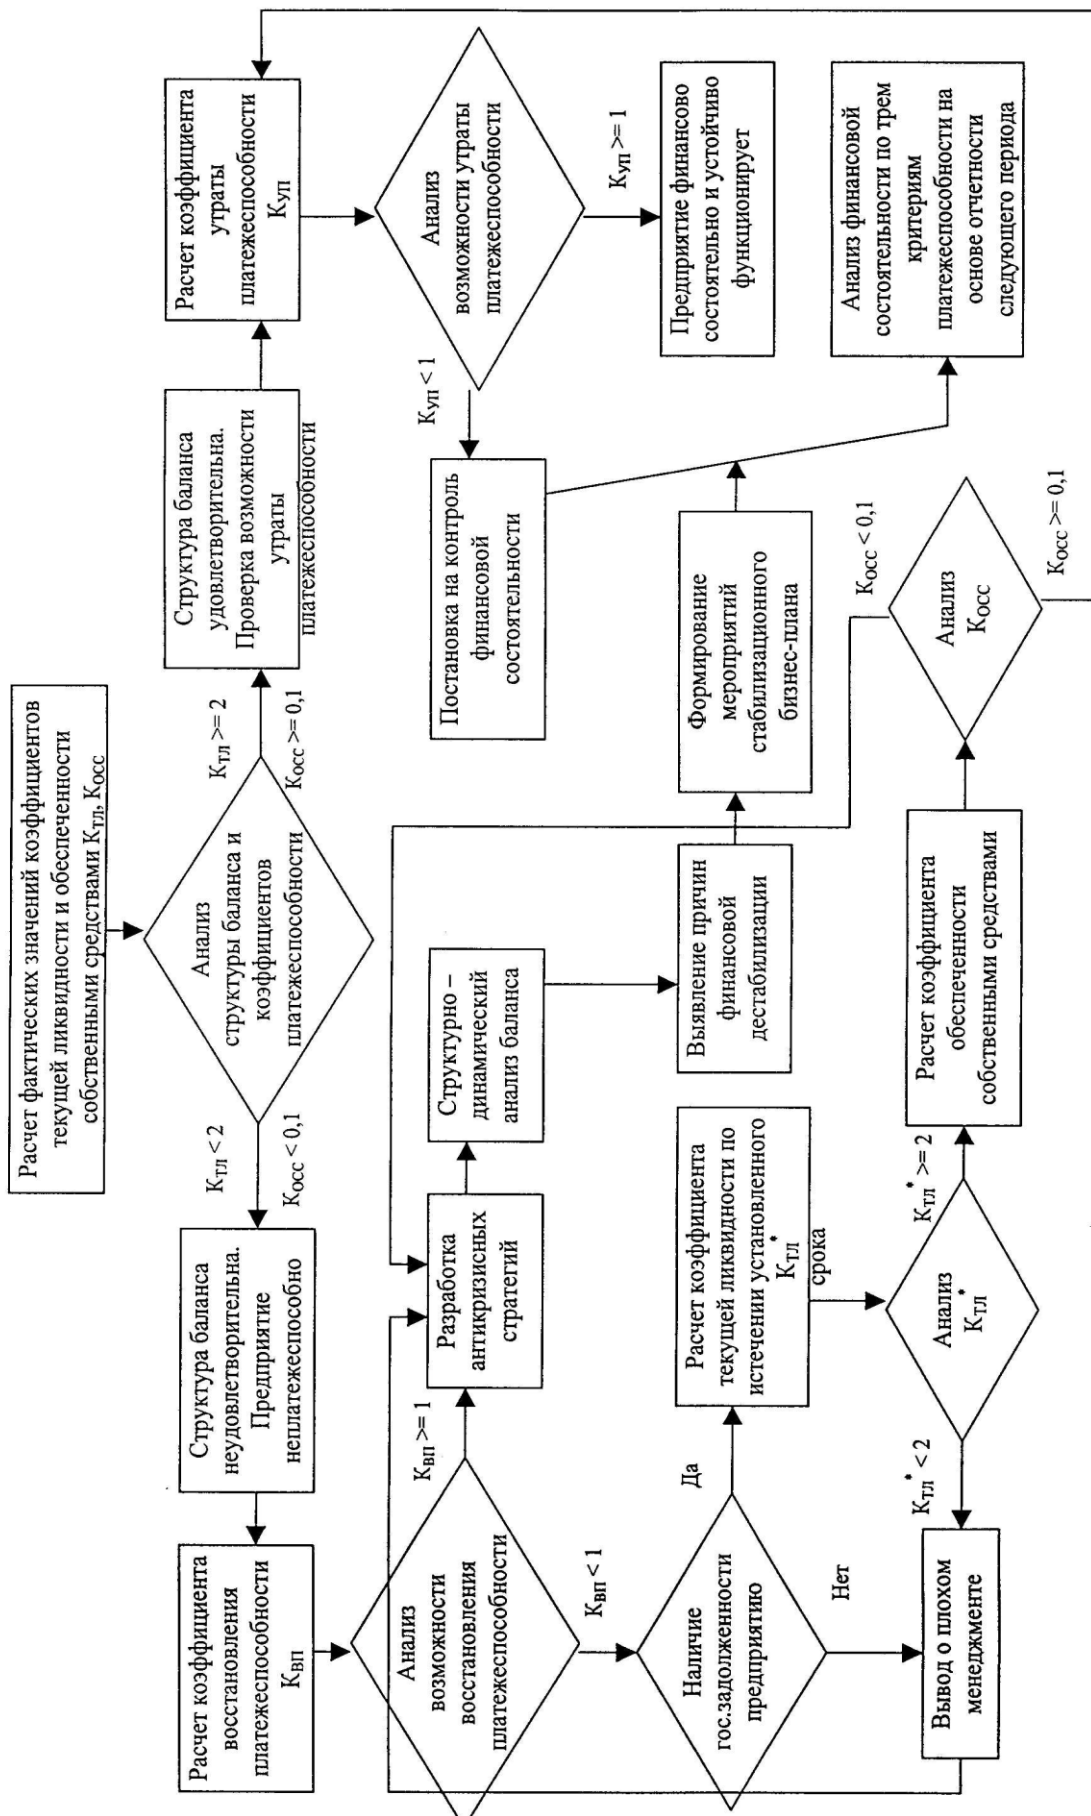 Расчет фактических значений коэффициентов
текущей ликвидности и обеспеченности
собственными средствами Ктл, Косс
Анализ
структуры баланса и
коэффициентов
платежеспособности
Ктл < 2
Косс < 0,1
Ктл >= 2
Косс >= 0,1
Структура баланса
неудовлетворительна.
Предприятие
неплатежеспособно
Структура баланса
удовлетворительна.
Проверка возможности
утраты
платежеспособности
Расчет коэффициента
восстановления
платежеспособности
Квп
Расчет коэффициента
утраты
платежеспособности
Куп
Анализ
возможности
восстановления
платежеспособности
Квп >= 1
Квп < 1
Разработка
антикризисных
стратегий
Структурно –
динамический
анализ баланса
Постановка на контроль
финансовой
состоятельности
Куп < 1
Анализ
возможности утраты
платежеспособности
Куп >= 1
Наличие
гос.задолженности
предприятию
Да
Нет
Расчет коэффициента
текущей ликвидности по
истечении установленного
Ктл*
срока
Выявление причин
финансовой
дестабилизации
Формирование
мероприятий
стабилизационного
бизнес-плана
Предприятие финансово
состоятельно и устойчиво
функционирует
Вывод о плохом
менеджменте
Ктл* < 2
Анализ
Ктл*
Ктл* >= 2
Расчет коэффициента
обеспеченности
собственными средствами
Косс < 0,1
Анализ
Косс
Косс >= 0,1
Анализ финансовой
состоятельности по трем
критериям
платежеспособности на
основе отчетности
следующего периода